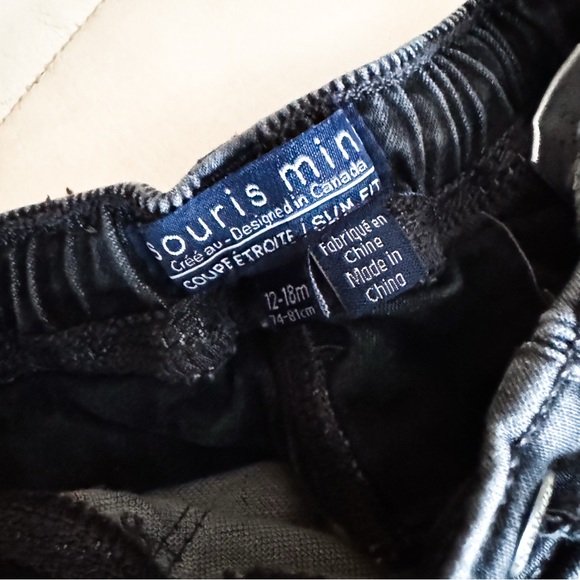 souris min
Créé au - Designed in Canada
COUPE ÉTROITE / SLIM FIT
12-18m
74-81cm
Fabriqué en
Chine
Made in
China